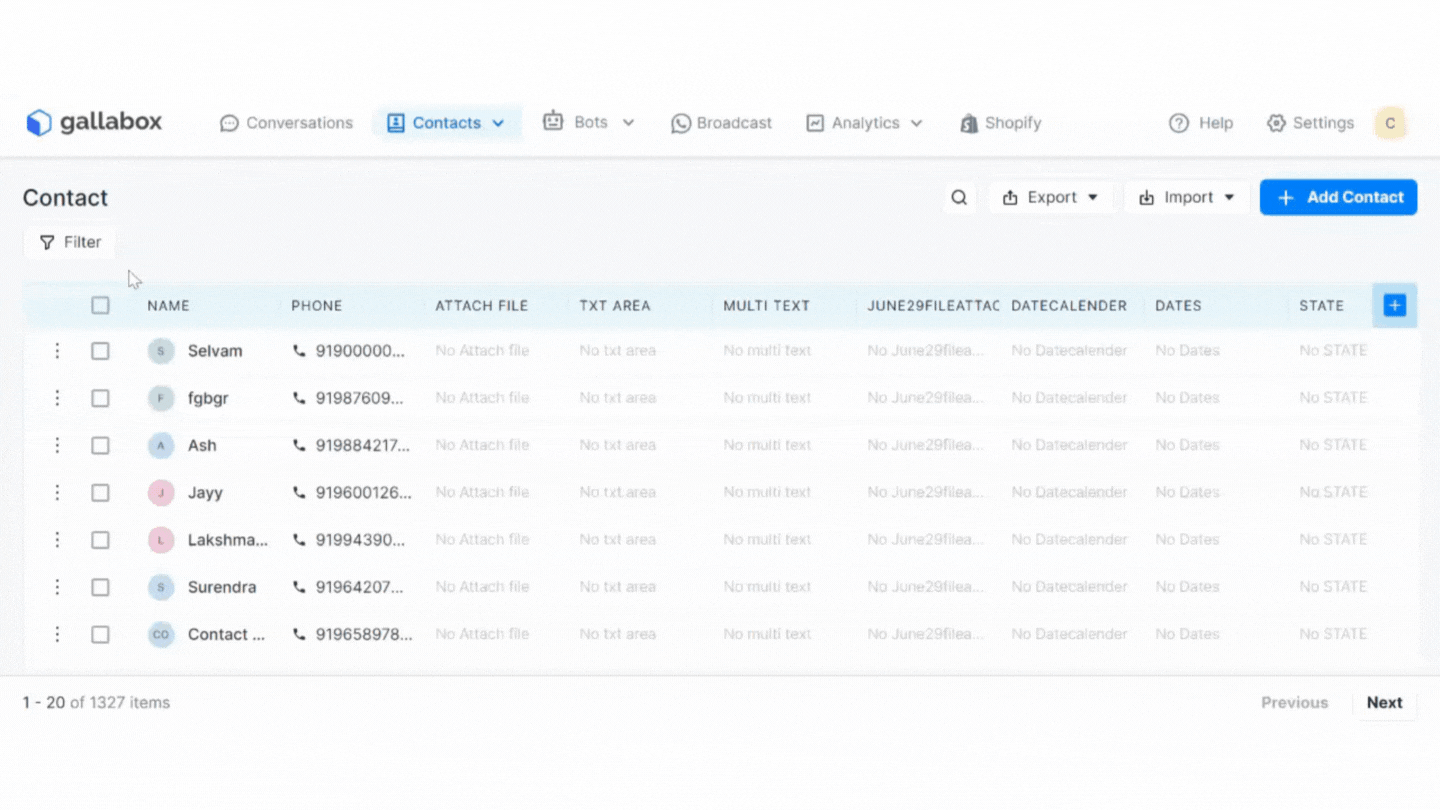 gallabox Conversations Contacts Bots Broadcast Analytics Shopify Help Settings C
Contact Export Import + Add Contact
Filter
NAME PHONE ATTACH FILE TXT AREA MULTI TEXT JUNE29FILEATTAC DATECALENDER DATES STATE +
S Selvam 91900000... No Attach file No txt area No multi text No June29filea... No Datecalender No Dates No STATE
F fgbgr 91987609... No Attach file No txt area No multi text No June29filea... No Datecalender No Dates No STATE
A Ash 919884217... No Attach file No txt area No multi text No June29filea... No Datecalender No Dates No STATE
J Jayy 919600126... No Attach file No txt area No multi text No June29filea... No Datecalender No Dates No STATE
L Lakshma... 91994390... No Attach file No txt area No multi text No June29filea... No Datecalender No Dates No STATE
S Surendra 91964207... No Attach file No txt area No multi text No June29filea... No Datecalender No Dates No STATE
CO Contact ... 919658978... No Attach file No txt area No multi text No June29filea... No Datecalender No Dates No STATE
1 - 20 of 1327 items Previous Next